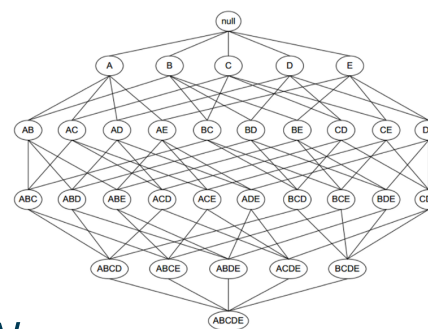 null
A B C D E
AB AC AD AE BC BD BE CD CE D
ABC ABD ABE ACD ACE ADE BCD BCE BDE CD
ABCD ABCE ABDE ACDE BCDE
ABCDE